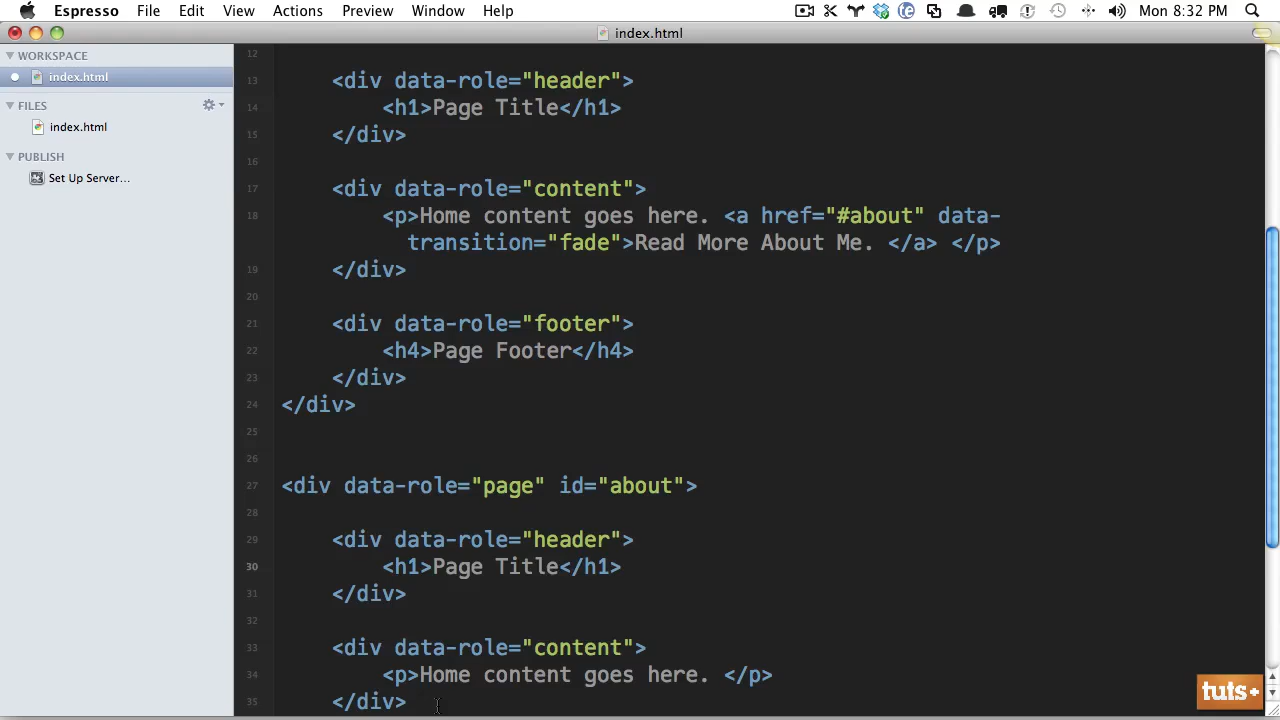 Espresso File Edit View Actions Preview Window Help Mon 8:32 PM
index.html
WORKSPACE
index.html
FILES
index.html
PUBLISH
Set Up Server...
12
13 <div data-role="header">
14 <h1>Page Title</h1>
15 </div>
16
17 <div data-role="content">
18 <p>Home content goes here. <a href="#about" data-
transition="fade">Read More About Me. </a> </p>
19 </div>
20
21 <div data-role="footer">
22 <h4>Page Footer</h4>
23 </div>
24 </div>
25
26
27 <div data-role="page" id="about">
28
29 <div data-role="header">
30 <h1>Page Title</h1>
31 </div>
32
33 <div data-role="content">
34 <p>Home content goes here. </p>
35 </div>
tuts+